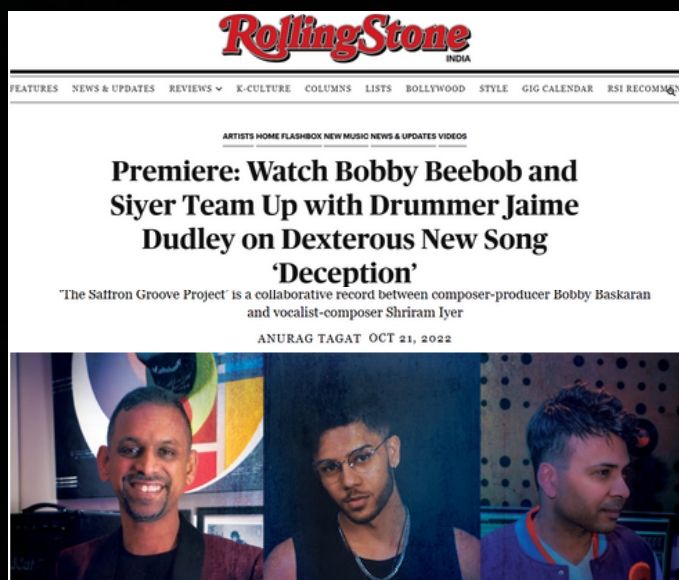 RollingStone
INDIA
FEATURES NEWS & UPDATES REVIEWS K-CULTURE COLUMNS LISTS BOLLYWOOD STYLE GIG CALENDAR RSI RECOMMEN
ARTISTS HOME FLASHBOX NEW MUSIC NEWS & UPDATES VIDEOS
Premiere: Watch Bobby Beebob and
Siyer Team Up with Drummer Jaime
Dudley on Dexterous New Song
‘Deception’
'The Saffron Groove Project' is a collaborative record between composer-producer Bobby Baskaran
and vocalist-composer Shriram Iyer
ANURAG TAGAT OCT 21, 2022